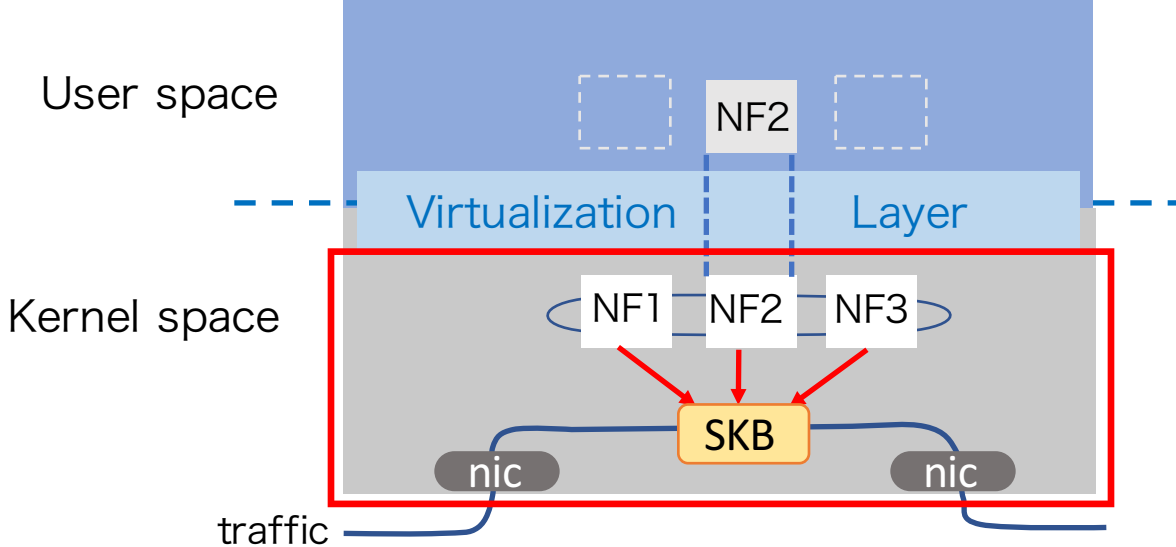 User space
NF2
Virtualization Layer
Kernel space
NF1 NF2 NF3
SKB
nic nic
traffic